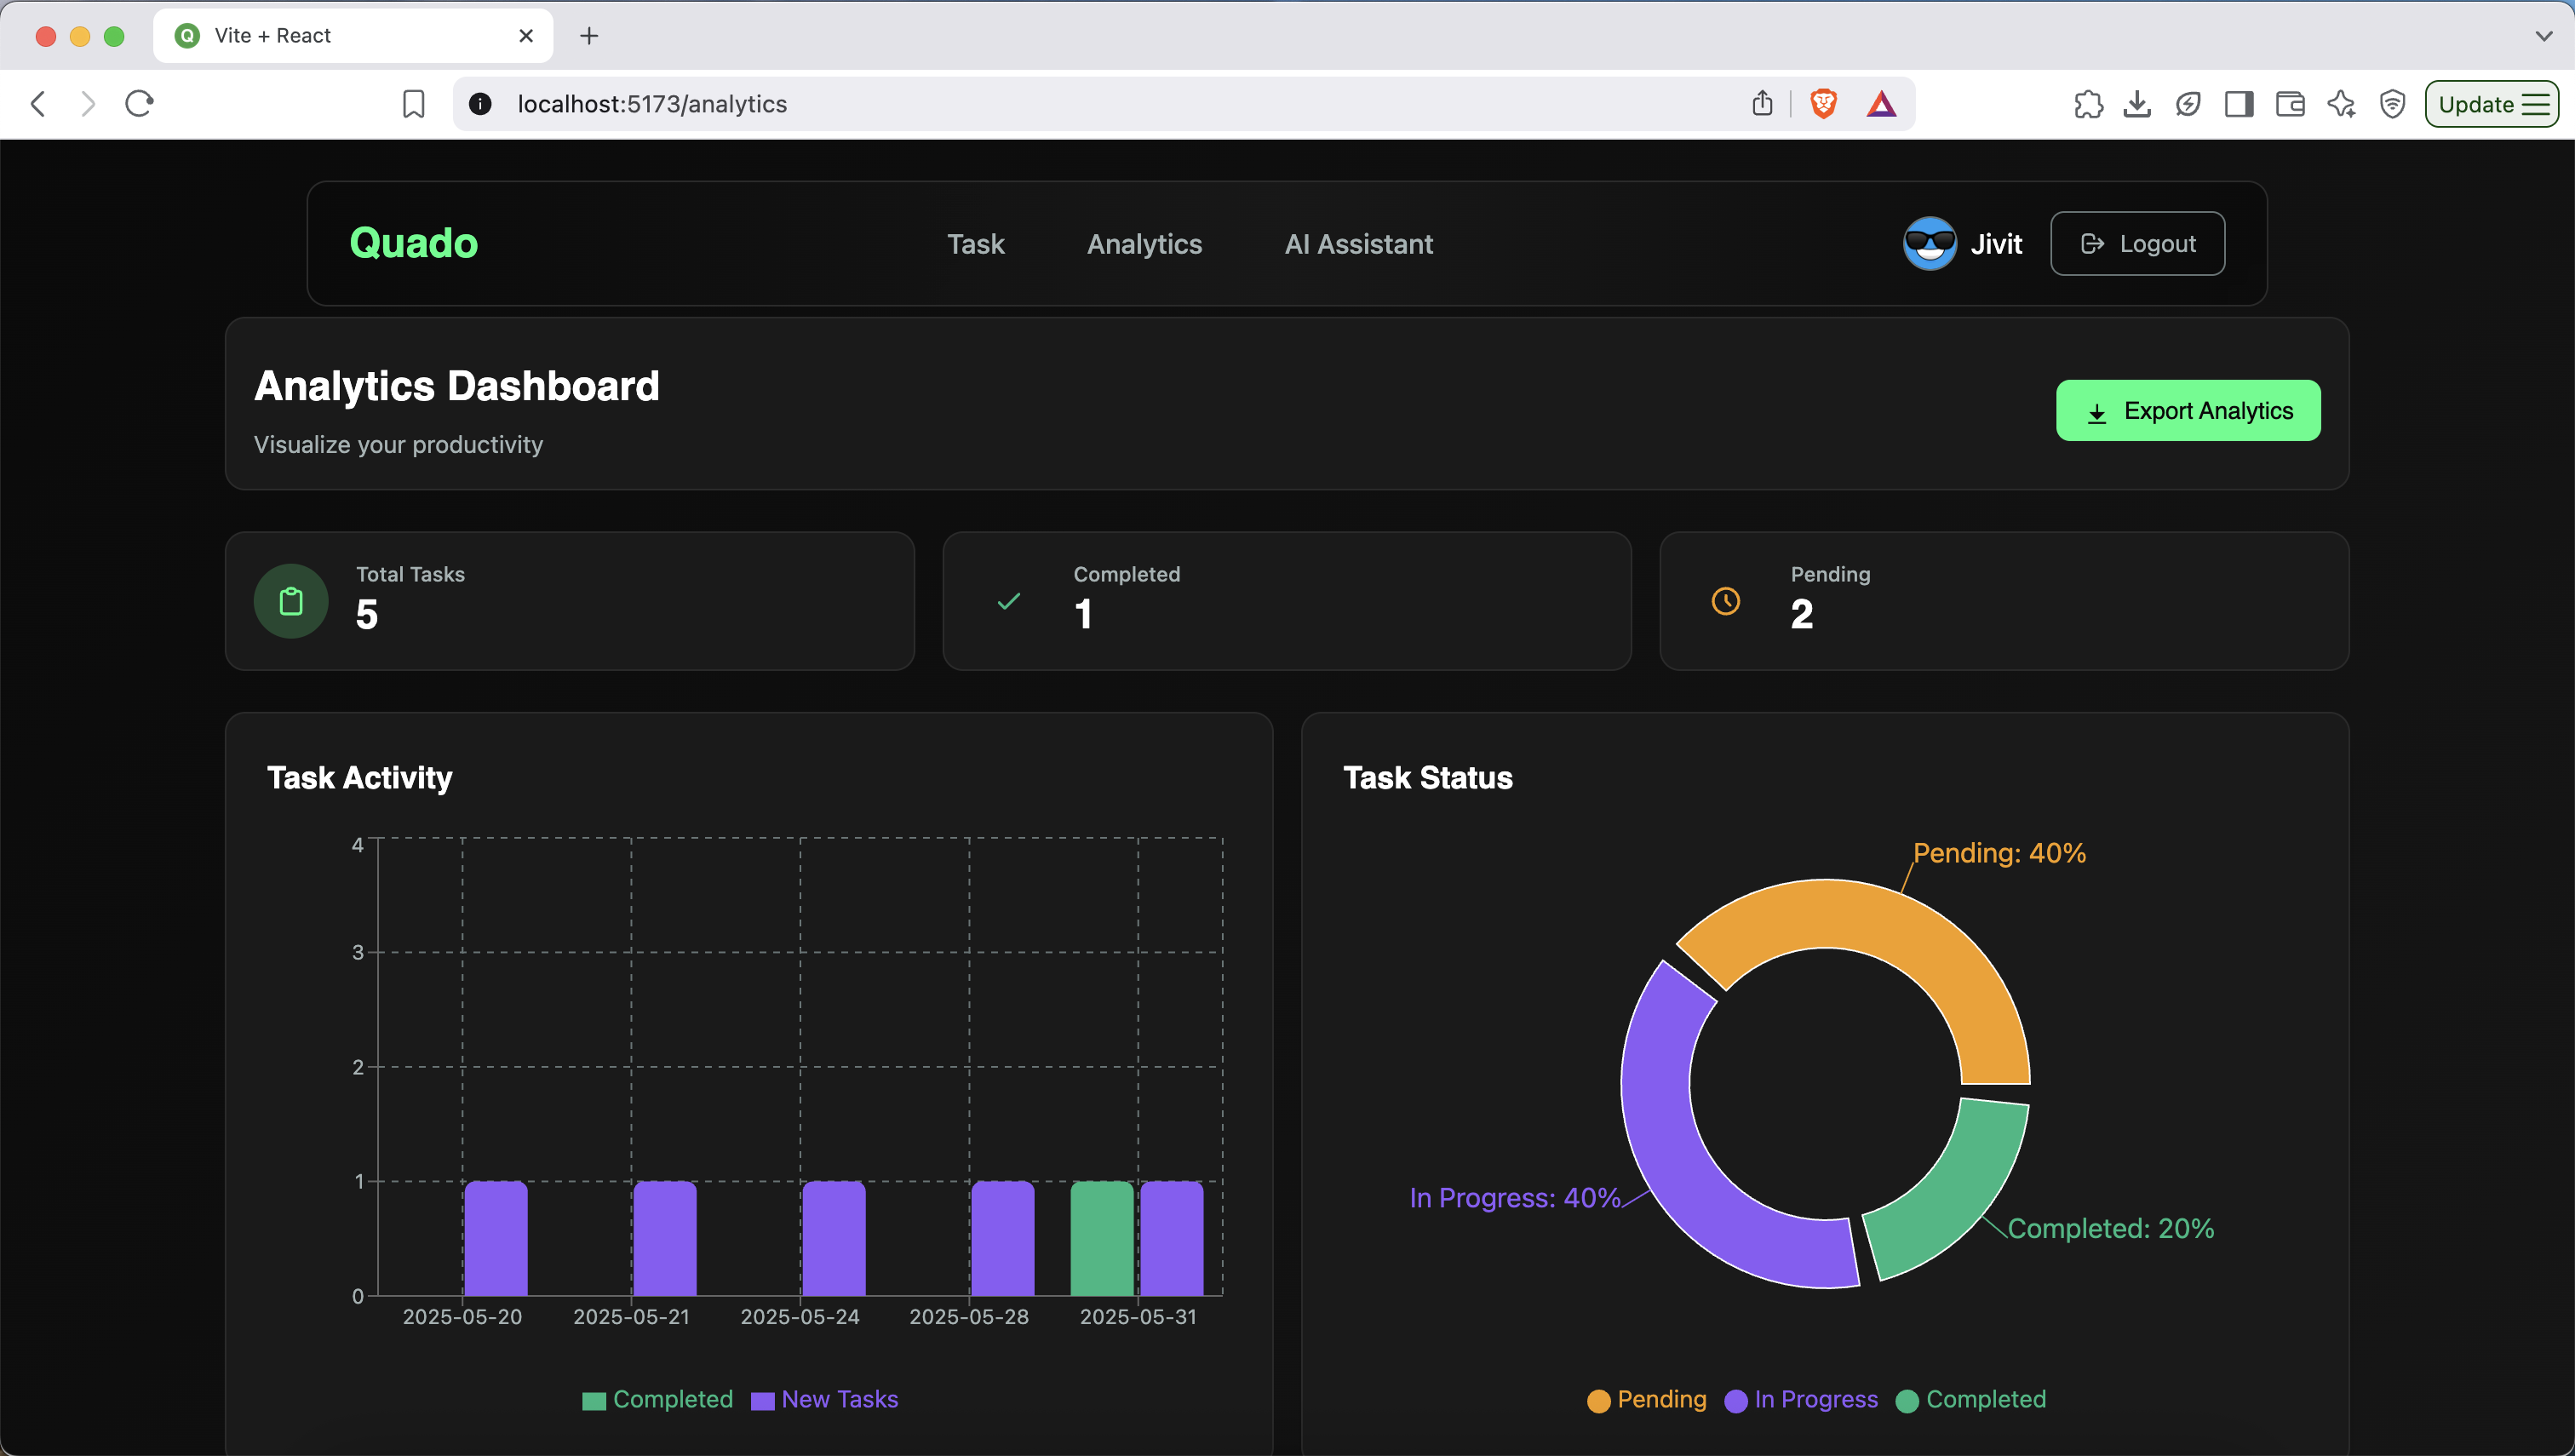 Q Vite + React
localhost:5173/analytics
Update
Quado
Task Analytics AI Assistant
Jivit
Logout
Analytics Dashboard
Visualize your productivity
Export Analytics
Total Tasks
5
Completed
1
Pending
2
Task Activity
4
3
2
1
0
2025-05-20 2025-05-21 2025-05-24 2025-05-28 2025-05-31
Completed New Tasks
Task Status
Pending: 40%
In Progress: 40%
Completed: 20%
Pending In Progress Completed